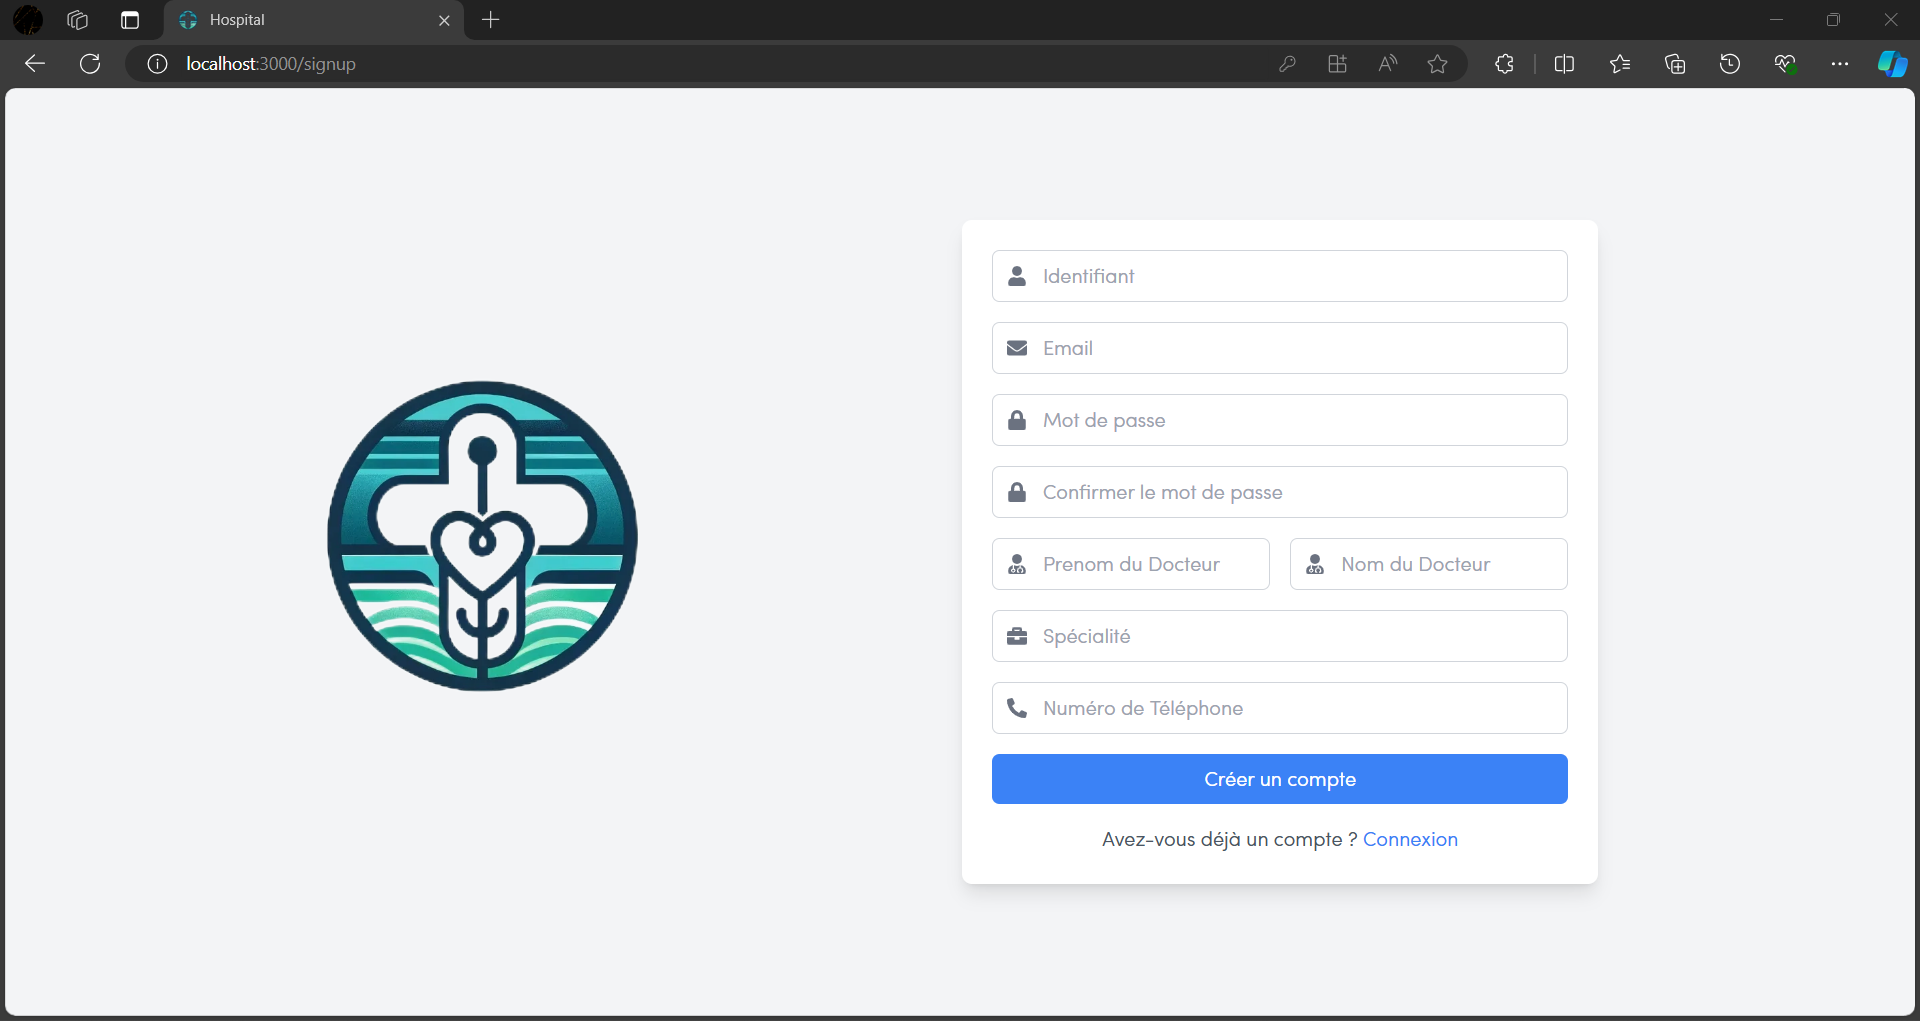 Hospital
localhost:3000/signup
Identifiant
Email
Mot de passe
Confirmer le mot de passe
Prenom du Docteur
Nom du Docteur
Spécialité
Numéro de Téléphone
Créer un compte
Avez-vous déjà un compte ? Connexion